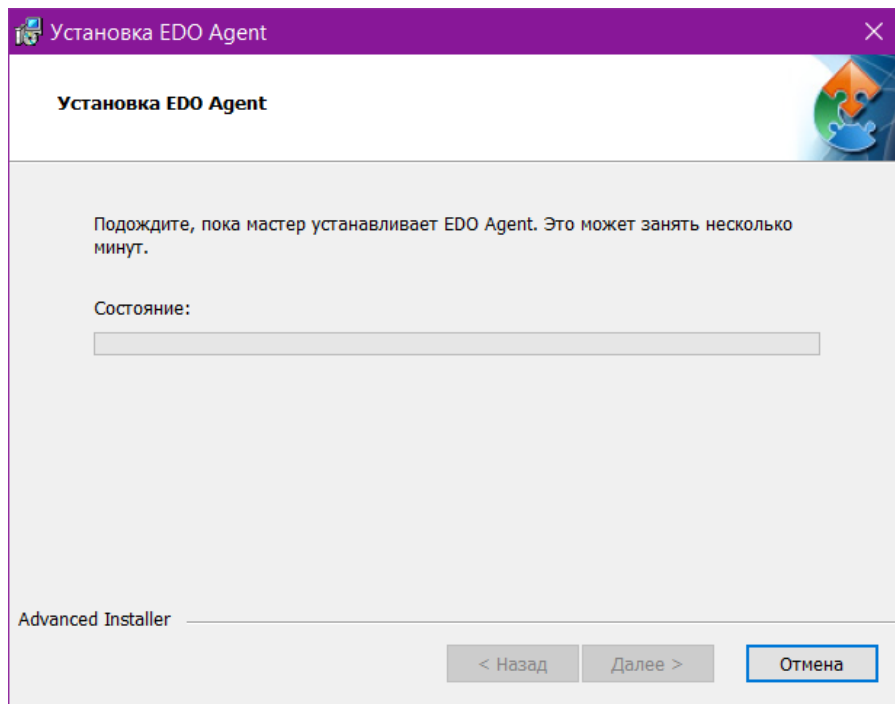 Установка EDO Agent
Установка EDO Agent
Подождите, пока мастер устанавливает EDO Agent. Это может занять несколько
минут.
Состояние:
Advanced Installer
< Назад
Далее >
Отмена